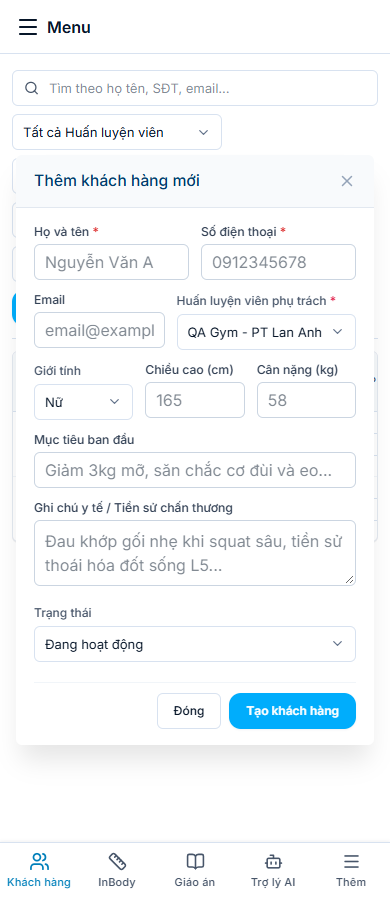 Menu
Tìm theo họ tên, SĐT, email...
Tất cả Huấn luyện viên
Thêm khách hàng mới
Họ và tên *
Số điện thoại *
Nguyễn Văn A
0912345678
Email
Huấn luyện viên phụ trách *
email@exampl
QA Gym - PT Lan Anh
Giới tính
Chiều cao (cm)
Cân nặng (kg)
Nữ
165
58
Mục tiêu ban đầu
Giảm 3kg mỡ, săn chắc cơ đùi và eo...
Ghi chú y tế / Tiền sử chấn thương
Đau khớp gối nhẹ khi squat sâu, tiền sử
thoái hóa đốt sống L5...
Trạng thái
Đang hoạt động
Đóng
Tạo khách hàng
Khách hàng
InBody
Giáo án
Trợ lý AI
Thêm